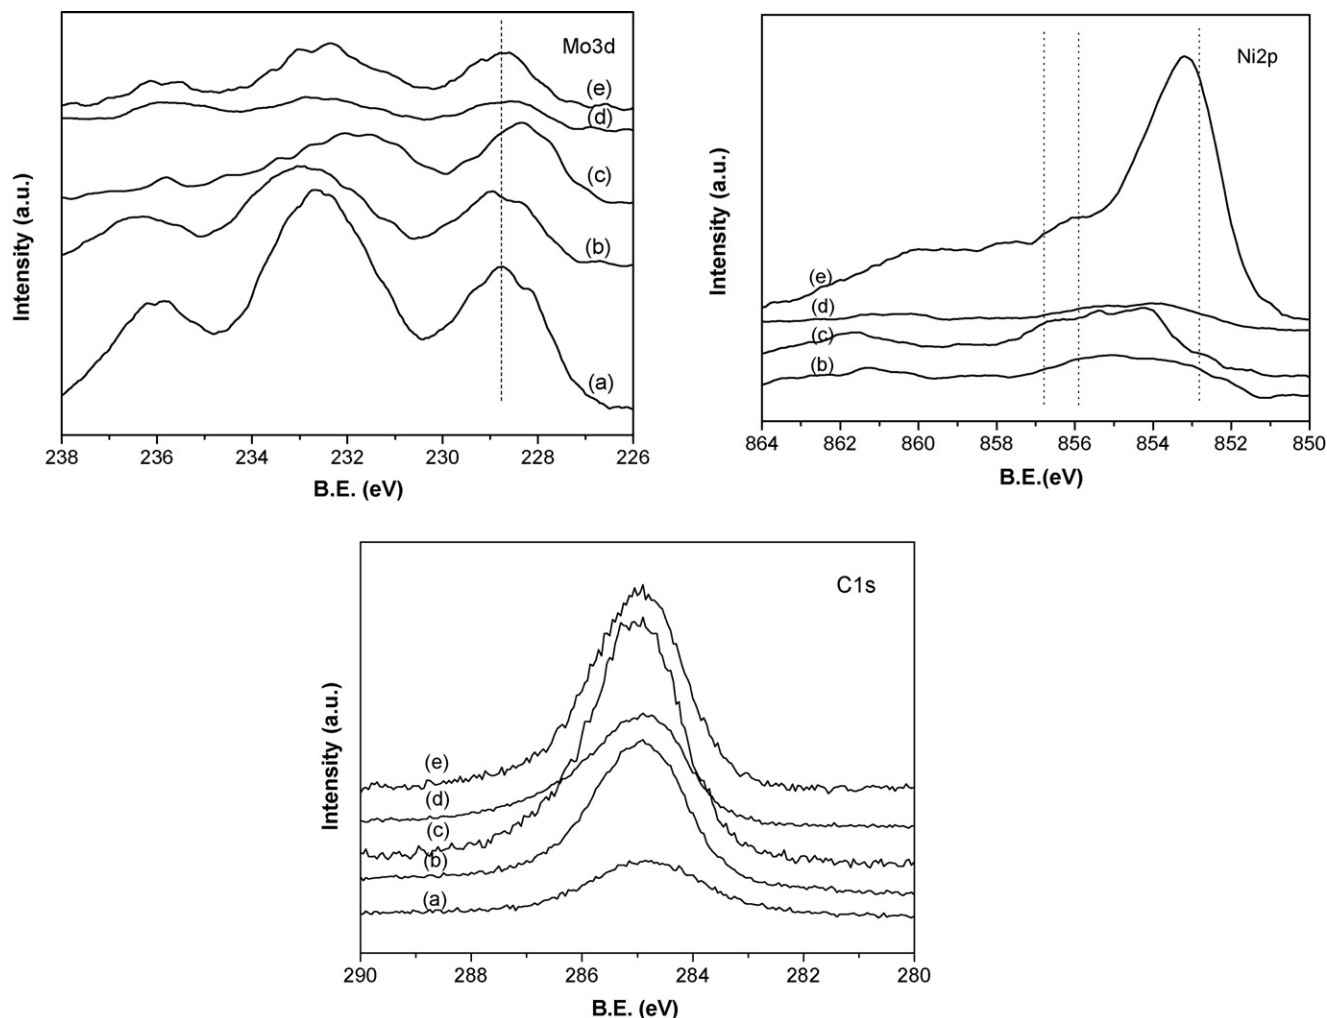 Mo3d
(e)
(d)
(c)
(b)
(a)
Intensity (a.u.)
238 236 234 232 230 228 226
B.E. (eV)
Ni2p
(e)
(d)
(c)
(b)
Intensity (a.u.)
864 862 860 858 856 854 852 850
B.E.(eV)
C1s
(e)
(d)
(c)
(b)
(a)
Intensity (a.u.)
290 288 286 284 282 280
B.E. (eV)